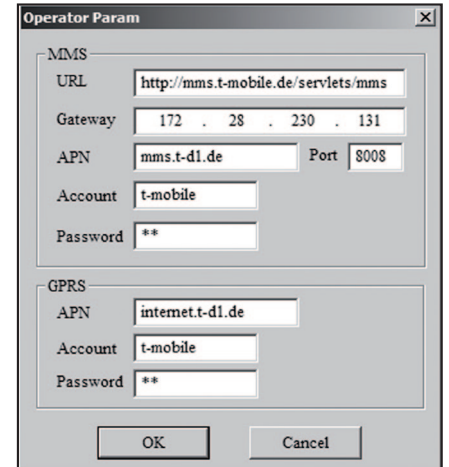 Operator Param
MMS
URL http://mms.t-mobile.de/servlets/mms
Gateway 172 . 28 . 230 . 131
APN mms.t-d1.de Port 8008
Account t-mobile
Password **
GPRS
APN internet.t-d1.de
Account t-mobile
Password **
OK Cancel